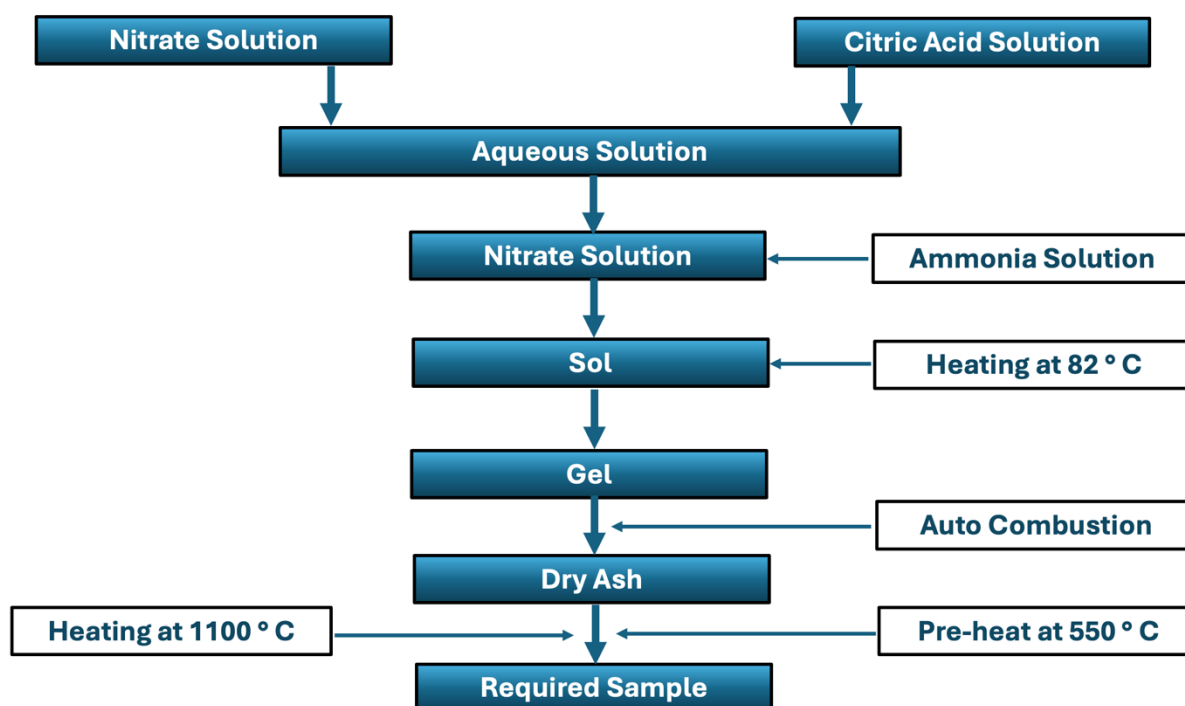 Nitrate Solution
Citric Acid Solution
Aqueous Solution
Nitrate Solution
Ammonia Solution
Sol
Heating at 82 ° C
Gel
Auto Combustion
Dry Ash
Heating at 1100 ° C
Pre-heat at 550 ° C
Required Sample